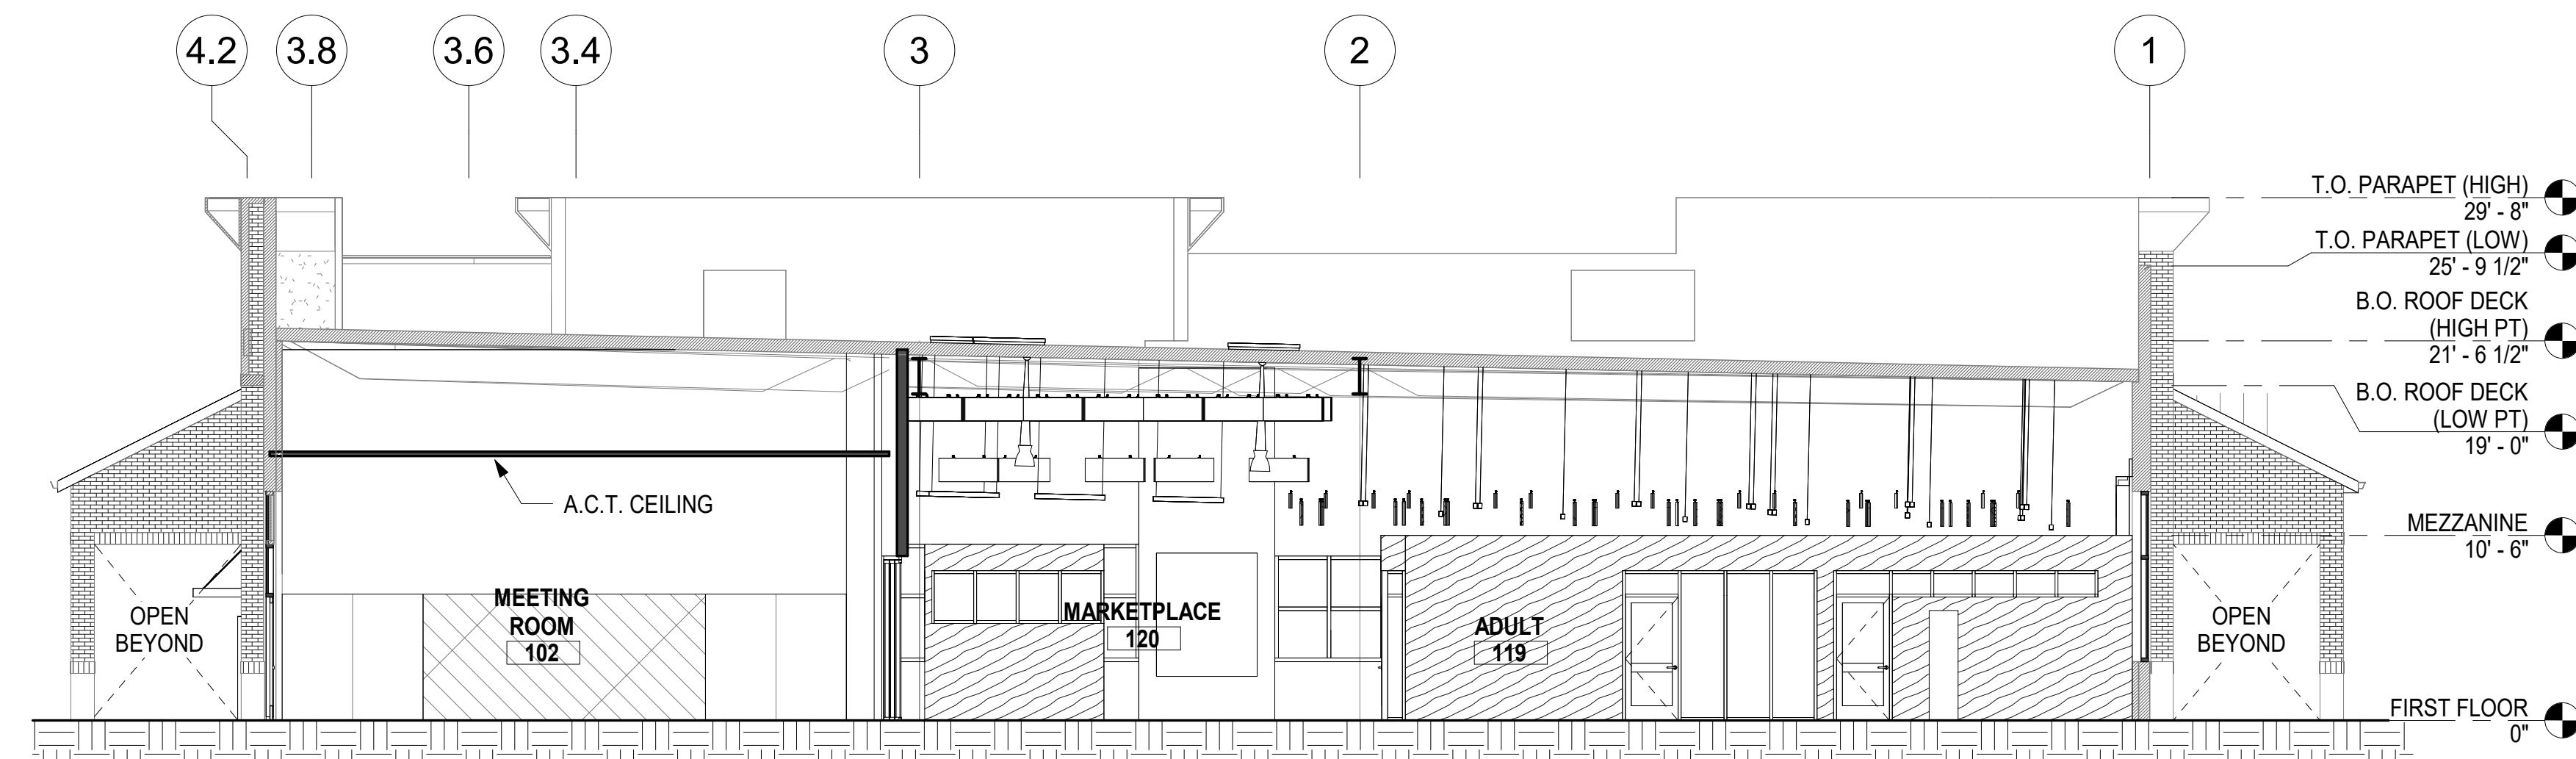 4.2
3.8
3.6
3.4
3
2
1
T.O. PARAPET (HIGH)
29' - 8"
T.O. PARAPET (LOW)
25' - 9 1/2"
B.O. ROOF DECK
(HIGH PT)
21' - 6 1/2"
B.O. ROOF DECK
(LOW PT)
19' - 0"
A.C.T. CEILING
MEZZANINE
10' - 6"
OPEN
BEYOND
MEETING
ROOM
102
MARKETPLACE
120
ADULT
119
OPEN
BEYOND
FIRST FLOOR
0"